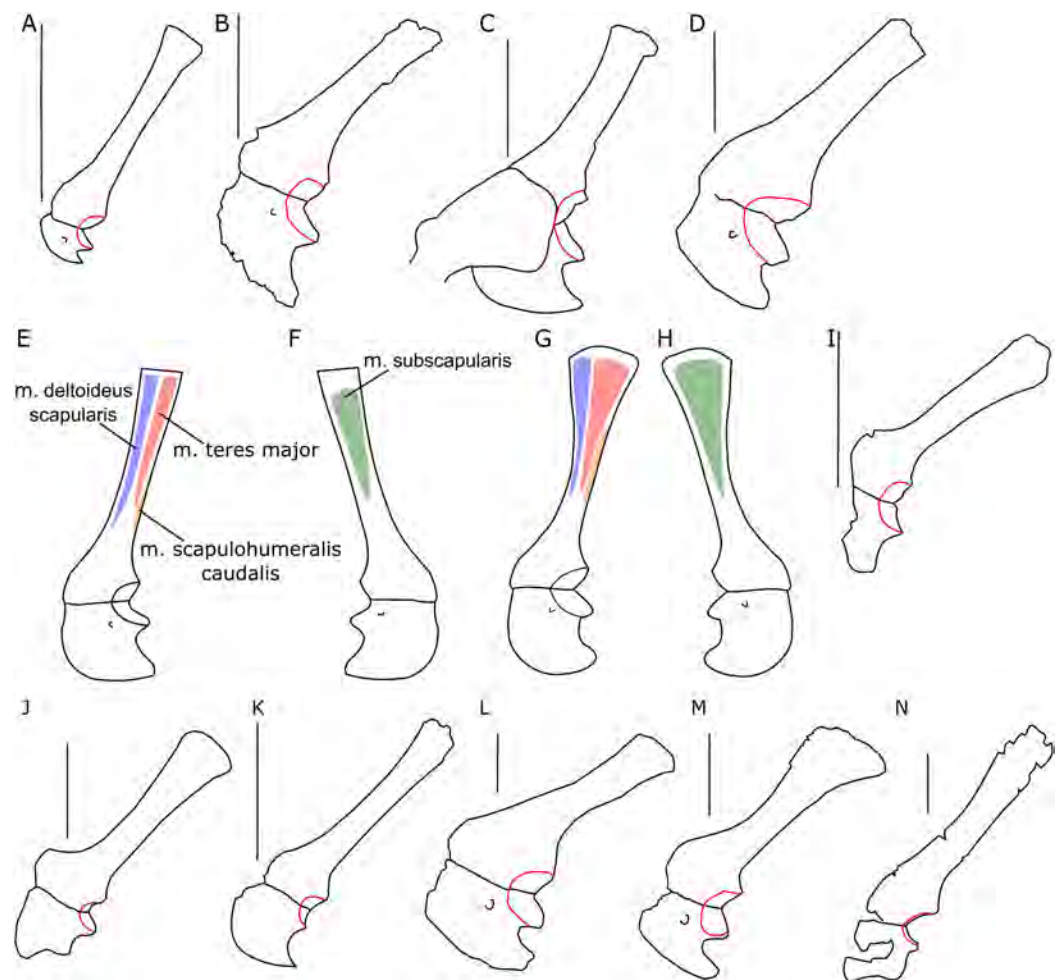 A
B
C
D
E
F
G
H
I
m. subscapularis
m. deltoideus
scapularis
m. teres major
m. scapulohumeralis
caudalis
J
K
L
M
N